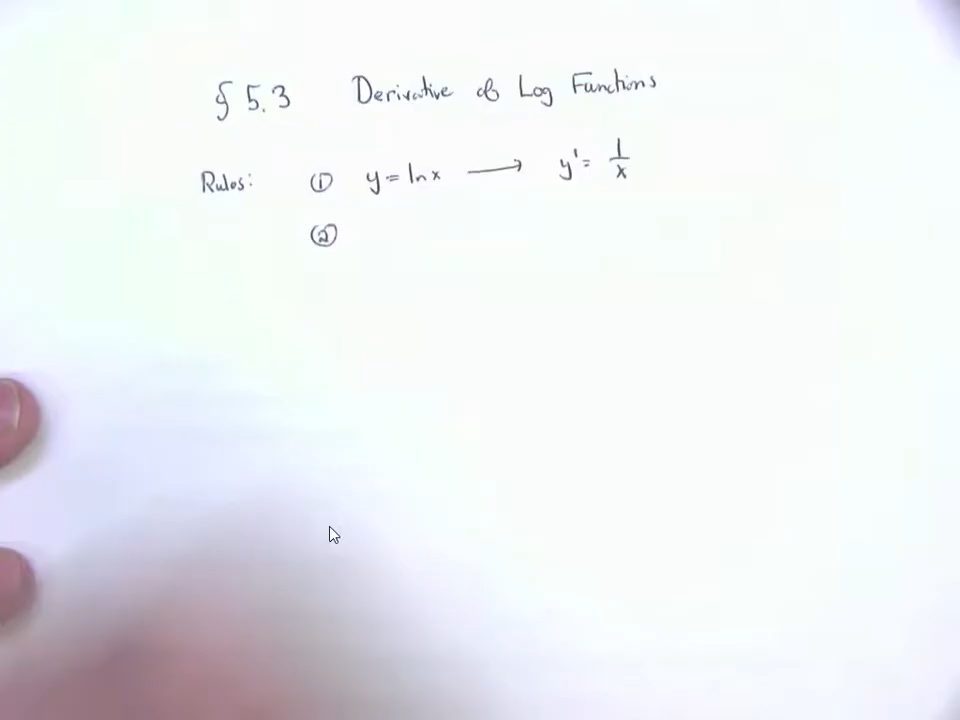 § 5.3 Derivative of Log Functions
Rules: ① y = ln x ⟶ y' = 1/x
②